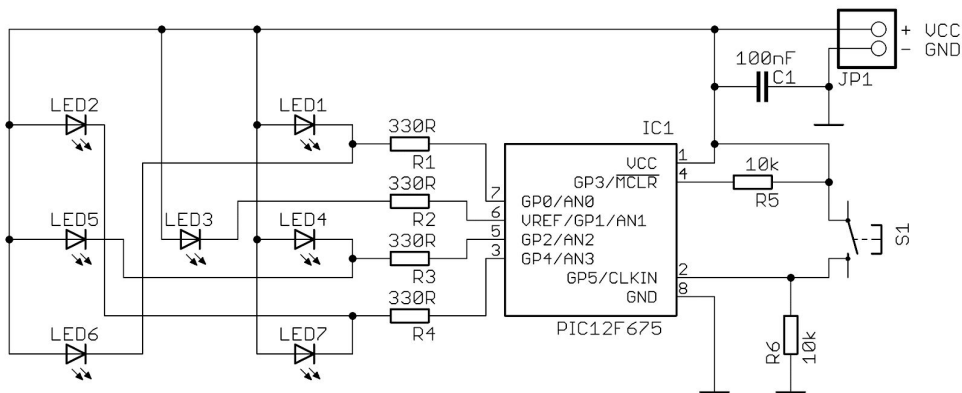 + VCC
- GND
JP1
100nF
C1
LED2
LED1
330R
R1
IC1
VCC 1
10k
GP3/MCLR 4
R5
7 GP0/AN0
330R
R2
6 VREF/GP1/AN1
LED5
LED3
LED4
5 GP2/AN2
330R
R3
3 GP4/AN3
S1
GP5/CLKIN 2
GND 8
330R
R4
PIC12F675
LED6
LED7
R6
10k